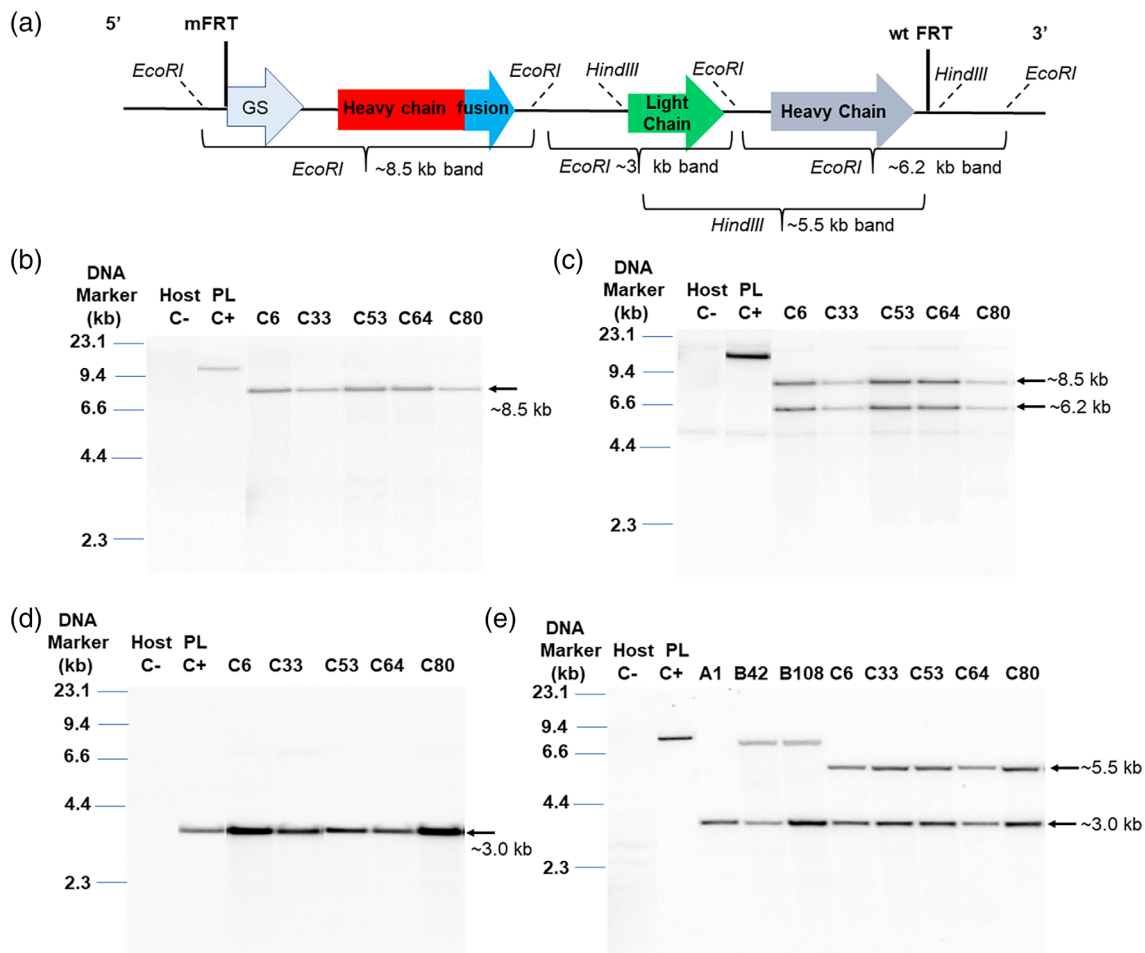 (a)
5’ mFRT wt FRT 3’
EcoRI EcoRI HindIII EcoRI HindIII EcoRI
GS Heavy chain fusion Light Chain Heavy Chain
EcoRI ~8.5 kb band EcoRI ~3 kb band EcoRI ~6.2 kb band
HindIII ~5.5 kb band
(b)
DNA
Marker Host PL
(kb) C- C+ C6 C33 C53 C64 C80
23.1
9.4
6.6
4.4
2.3
~8.5 kb
(c)
DNA
Marker Host PL
(kb) C- C+ C6 C33 C53 C64 C80
23.1
9.4
6.6
4.4
2.3
~8.5 kb
~6.2 kb
(d)
DNA
Marker Host PL
(kb) C- C+ C6 C33 C53 C64 C80
23.1
9.4
6.6
4.4
2.3
~3.0 kb
(e)
DNA
Marker Host PL
(kb) C- C+ A1 B42 B108 C6 C33 C53 C64 C80
23.1
9.4
6.6
4.4
2.3
~5.5 kb
~3.0 kb